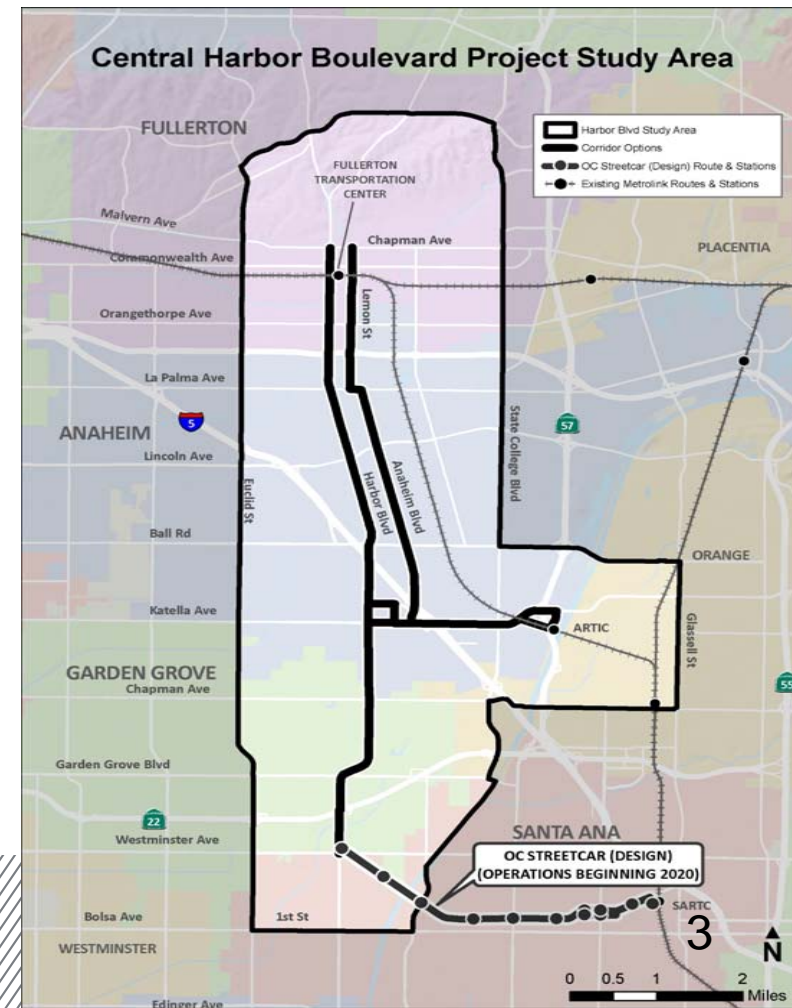 Central Harbor Boulevard Project Study Area
Harbor Blvd Study Area
Corridor Options
OC Streetcar (Design) Route & Stations
Existing Metrolink Routes & Stations
FULLERTON
FULLERTON
TRANSPORTATION
CENTER
Malvern Ave
Chapman Ave
PLACENTIA
Commonwealth Ave
Lemon St
Orangethorpe Ave
La Palma Ave
State College Blvd
5
57
ANAHEIM
Lincoln Ave
Euclid St
Harbor Blvd
Anaheim Blvd
Ball Rd
ORANGE
Katella Ave
ARTIC
Glassell St
GARDEN GROVE
Chapman Ave
55
Garden Grove Blvd
22
Westminster Ave
SANTA ANA
OC STREETCAR (DESIGN)
(OPERATIONS BEGINNING 2020)
SARTC
Bolsa Ave
1st St
3
WESTMINSTER
N
Edinger Ave
0 0.5 1 2
Miles